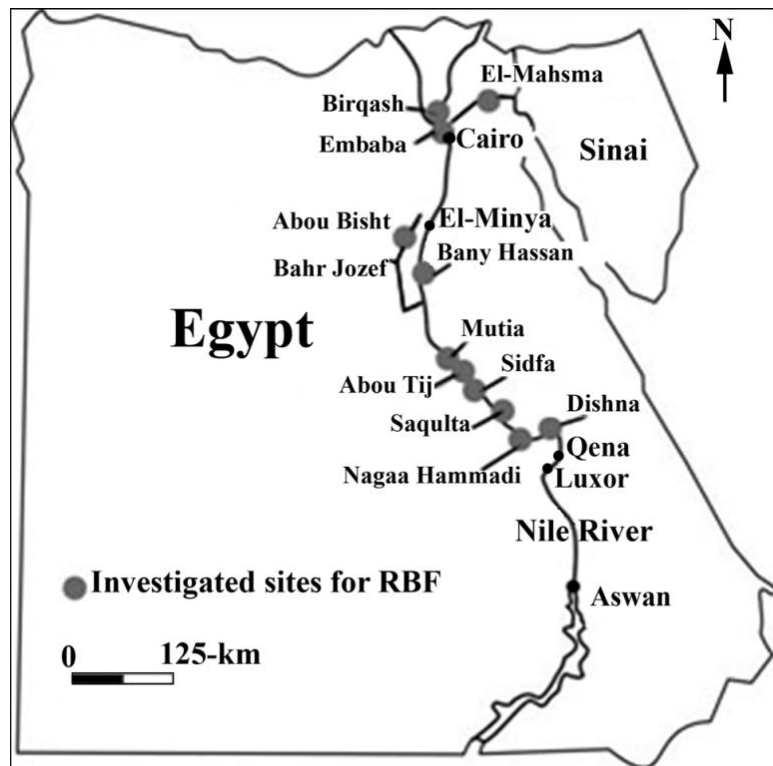 N
El-Mahsma
Birqash
Embaba
Cairo
Sinai
Abou Bisht
El-Minya
Bany Hassan
Bahr Jozef
Egypt
Mutia
Sidfa
Abou Tij
Dishna
Saqulta
Qena
Nagaa Hammadi
Luxor
Nile River
Investigated sites for RBF
Aswan
0 125-km